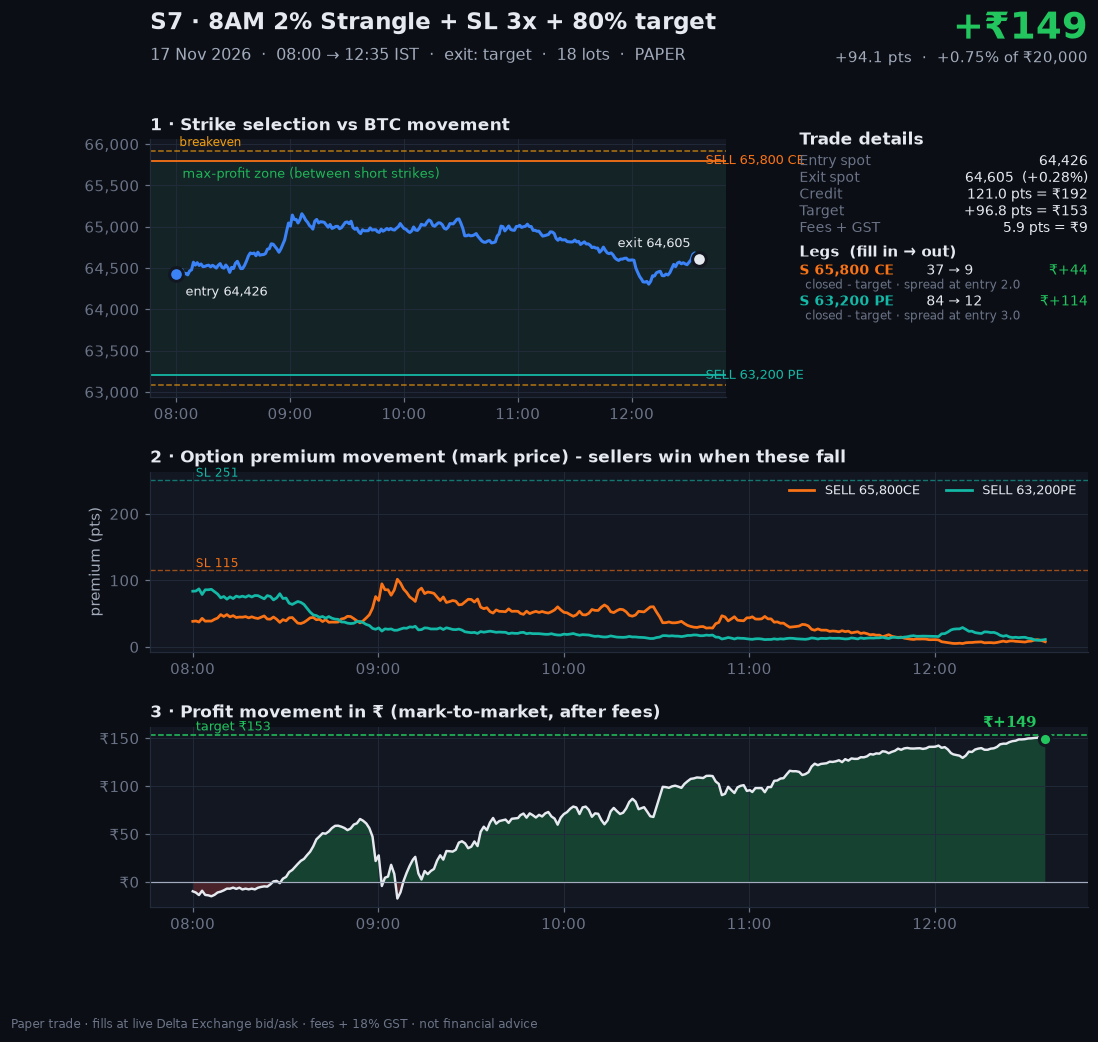 S7 · 8AM 2% Strangle + SL 3x + 80% target
+₹149
17 Nov 2026 · 08:00 → 12:35 IST · exit: target · 18 lots · PAPER
+94.1 pts · +0.75% of ₹20,000
1 · Strike selection vs BTC movement
66,000
65,500
65,000
64,500
64,000
63,500
63,000
breakeven
SELL 65,800 CE
max-profit zone (between short strikes)
exit 64,605
entry 64,426
SELL 63,200 PE
08:00 09:00 10:00 11:00 12:00
Trade details
Entry spot 64,426
Exit spot 64,605 (+0.28%)
Credit 121.0 pts = ₹192
Target +96.8 pts = ₹153
Fees + GST 5.9 pts = ₹9
Legs (fill in → out)
S 65,800 CE 37 → 9 ₹+44
closed - target · spread at entry 2.0
S 63,200 PE 84 → 12 ₹+114
closed - target · spread at entry 3.0
2 · Option premium movement (mark price) - sellers win when these fall
SL 251
SELL 65,800CE SELL 63,200PE
SL 115
premium (pts)
200
100
0
08:00 09:00 10:00 11:00 12:00
3 · Profit movement in ₹ (mark-to-market, after fees)
target ₹153
₹+149
₹150
₹100
₹50
₹0
08:00 09:00 10:00 11:00 12:00
Paper trade · fills at live Delta Exchange bid/ask · fees + 18% GST · not financial advice